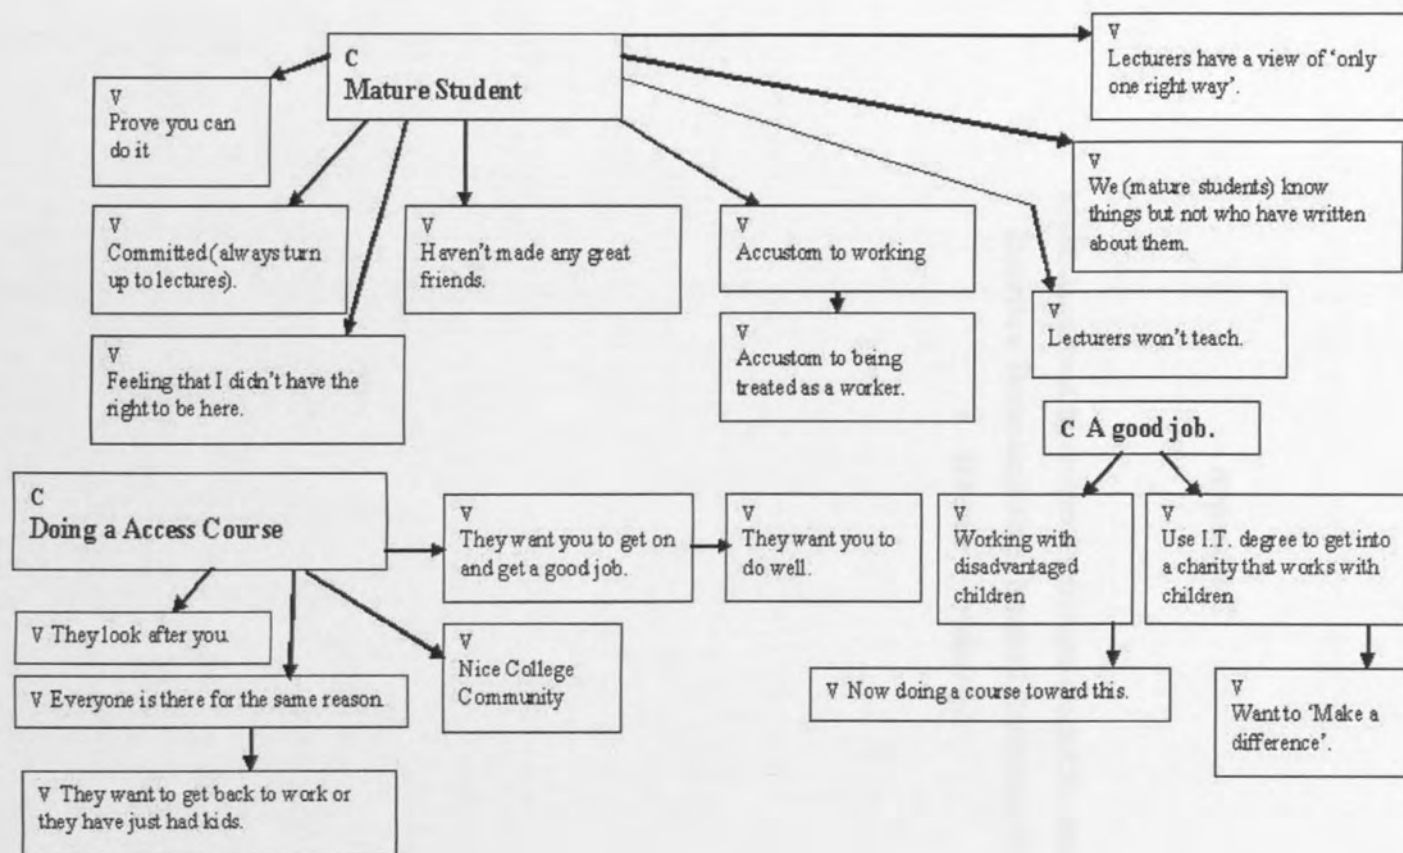 C
Mature Student
V
Prove you can
do it
V
Lecturers have a view of 'only
one right way'.
V
We (mature students) know
things but not who have written
about them.
V
Committed (always turn
up to lectures).
V
Haven't made any great
friends.
V
Accustom to working
V
Accustom to being
treated as a worker.
V
Lecturers won't teach.
V
Feeling that I didn't have the
right to be here.
C A good job.
C
Doing a Access Course
V
They want you to get on
and get a good job.
V
They want you to
do well.
V
Working with
disadvantaged
children
V
Use I.T. degree to get into
a charity that works with
children
V They look after you
V
Nice College
Community
V Everyone is there for the same reason
V Now doing a course toward this.
V
Want to 'Make a
difference'.
V They want to get back to work or
they have just had kids.